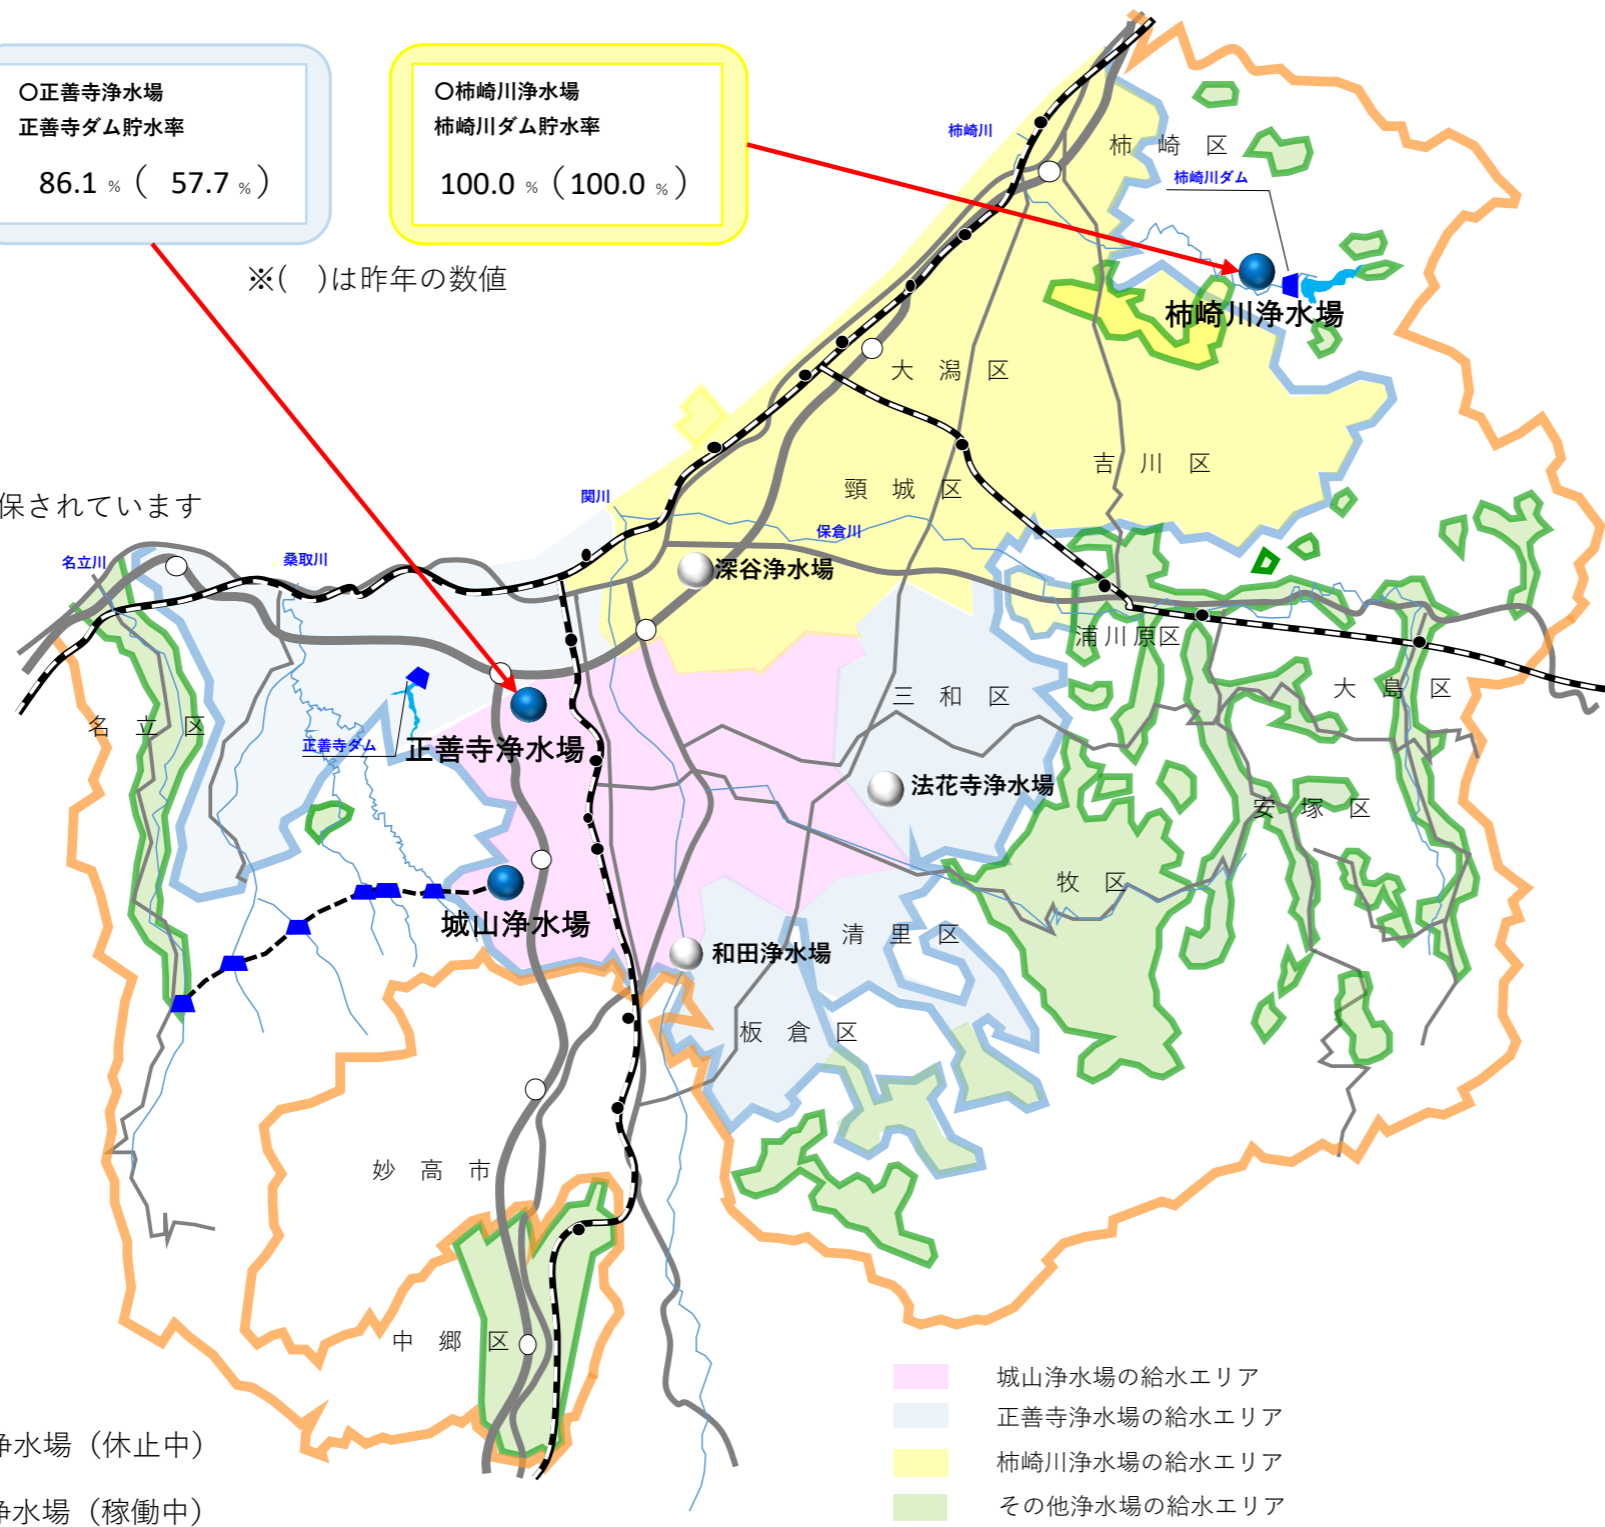 〇正善寺浄水場
正善寺ダム貯水率
86.1 % ( 57.7 % )
〇柿崎川浄水場
柿崎川ダム貯水率
100.0 % ( 100.0 % )
※( )は昨年の数値
柿崎川
柿崎区
柿崎川ダム
柿崎川浄水場
大潟区
吉川区
頸城区
保されています
関川
保倉川
名立川
桑取川
深谷浄水場
浦川原区
三和区
大島区
名立区
正善寺ダム
正善寺浄水場
法花寺浄水場
安塚区
牧区
城山浄水場
清里区
和田浄水場
板倉区
妙高市
中郷区
城山浄水場の給水エリア
正善寺浄水場の給水エリア
柿崎川浄水場の給水エリア
その他浄水場の給水エリア
浄水場（休止中）
浄水場（稼働中）